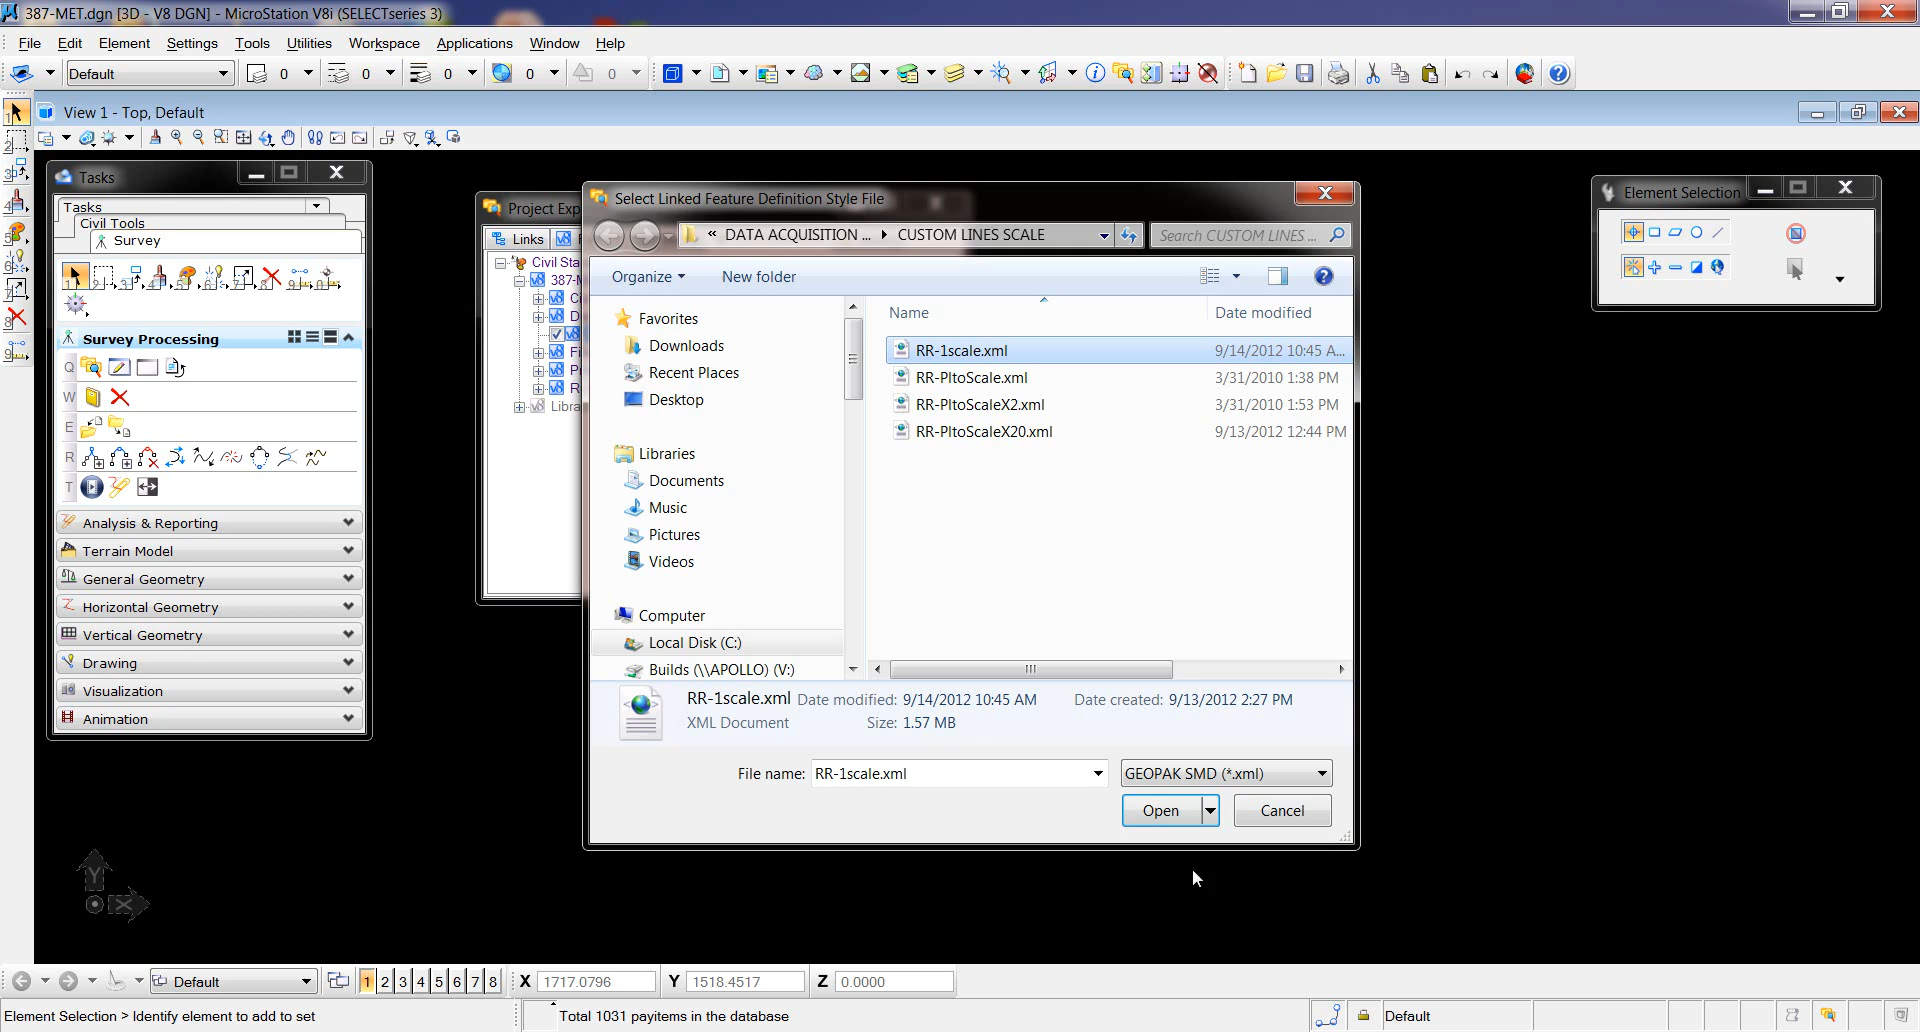 387-MET.dgn [3D - V8 DGN] - MicroStation V8i (SELECTseries 3)
File Edit Element Settings Tools Utilities Workspace Applications Window Help
Default 0 0 0 0 0
View 1 - Top, Default
Tasks
Tasks
Civil Tools
Survey
Survey Processing
Q
W
E
R
T
Analysis & Reporting
Terrain Model
General Geometry
Horizontal Geometry
Vertical Geometry
Drawing
Visualization
Animation
Project Exp
Links
Civil Sta
387-M
Ci
D
Fi
P
R
Libra
Select Linked Feature Definition Style File
« DATA ACQUISITION ... CUSTOM LINES SCALE
Search CUSTOM LINES ...
Organize New folder
Favorites
Downloads
Recent Places
Desktop
Libraries
Documents
Music
Pictures
Videos
Computer
Local Disk (C:)
Builds (\\APOLLO) (V:)
Name Date modified
RR-1scale.xml 9/14/2012 10:45 A...
RR-PltoScale.xml 3/31/2010 1:38 PM
RR-PltoScaleX2.xml 3/31/2010 1:53 PM
RR-PltoScaleX20.xml 9/13/2012 12:44 PM
RR-1scale.xml Date modified: 9/14/2012 10:45 AM Date created: 9/13/2012 2:27 PM
XML Document Size: 1.57 MB
File name: RR-1scale.xml GEOPAK SMD (*.xml)
Open Cancel
Element Selection
Y
X
Default 1 2 3 4 5 6 7 8 X 1717.0796 Y 1518.4517 Z 0.0000
Element Selection > Identify element to add to set Total 1031 payitems in the database Default